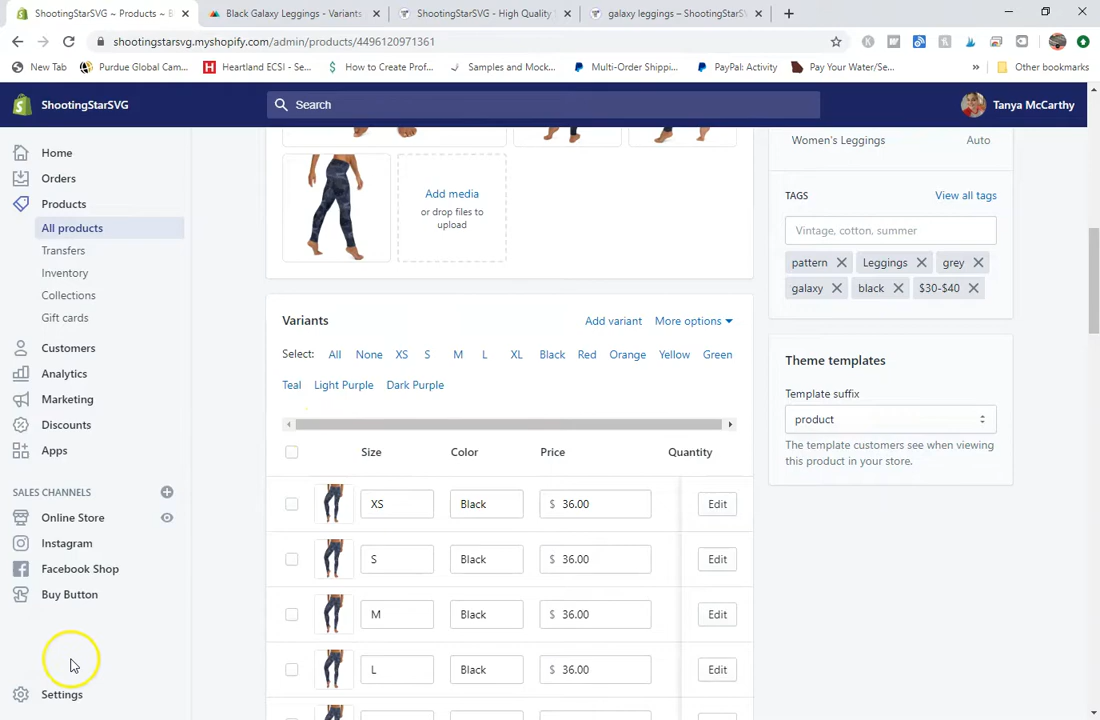 ShootingStarSVG ~ Products ~ B
Black Galaxy Leggings - Variants
ShootingStarSVG - High Quality
galaxy leggings – ShootingStarSV
shootingstarsvg.myshopify.com/admin/products/4496120971361
New Tab
Purdue Global Cam...
Heartland ECSI - Se...
How to Create Prof...
Samples and Mock...
Multi-Order Shippi...
PayPal: Activity
Pay Your Water/Se...
»
Other bookmarks
ShootingStarSVG
Search
Tanya McCarthy
Home
Orders
Products
All products
Transfers
Inventory
Collections
Gift cards
Customers
Analytics
Marketing
Discounts
Apps
SALES CHANNELS
Online Store
Instagram
Facebook Shop
Buy Button
Settings
Add media
or drop files to
upload
Variants
Add variant
More options
Select: All None XS S M L XL Black Red Orange Yellow Green
Teal Light Purple Dark Purple
Size Color Price Quantity
XS Black $ 36.00 Edit
S Black $ 36.00 Edit
M Black $ 36.00 Edit
L Black $ 36.00 Edit
Women's Leggings Auto
TAGS View all tags
Vintage, cotton, summer
pattern Leggings grey
galaxy black $30-$40
Theme templates
Template suffix
product
The template customers see when viewing
this product in your store.